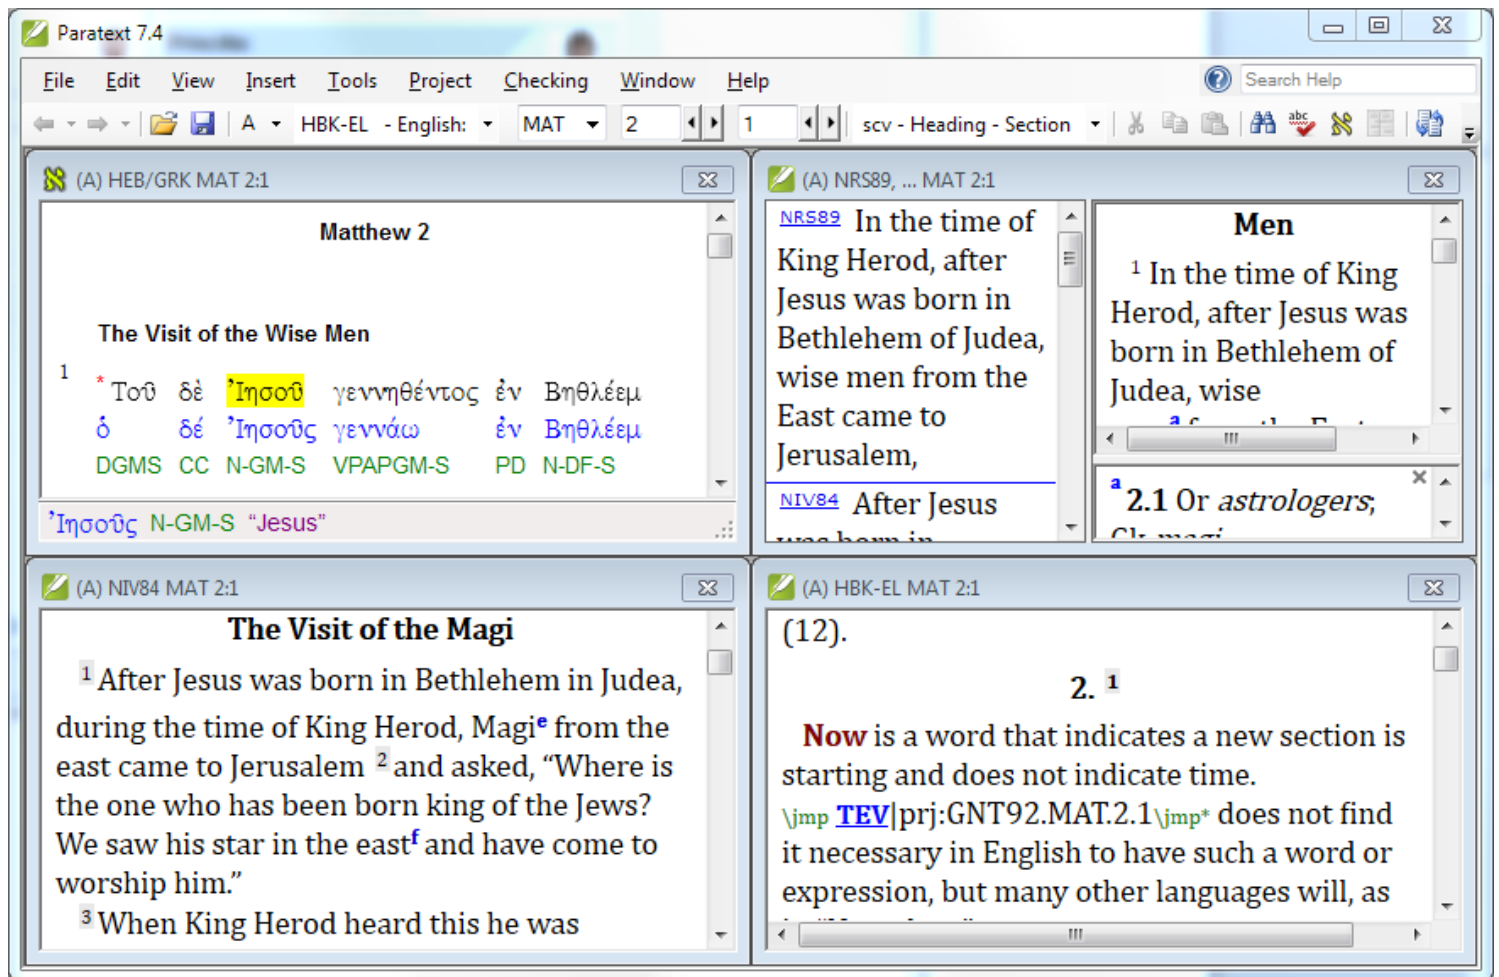 Paratext 7.4
File Edit View Insert Tools Project Checking Window Help Search Help
A HBK-EL - English: MAT 2 1 scv - Heading - Section abc
(A) HEB/GRK MAT 2:1
Matthew 2
The Visit of the Wise Men
1 * Τοῦ δὲ Ἰησοῦ γεννηθέντος ἐν Βηθλέεμ
ὁ δέ Ἰησοῦς γεννάω ἐν Βηθλέεμ
DGMS CC N-GM-S VPAPGM-S PD N-DF-S
Ἰησοῦς N-GM-S “Jesus”
(A) NRS89, ... MAT 2:1
NRS89 In the time of
King Herod, after
Jesus was born in
Bethlehem of Judea,
wise men from the
East came to
Jerusalem,
NIV84 After Jesus
was born in
Men
1 In the time of King
Herod, after Jesus was
born in Bethlehem of
Judea, wise
a from the East
a 2.1 Or astrologers;
Gk magi
(A) NIV84 MAT 2:1
The Visit of the Magi
1 After Jesus was born in Bethlehem in Judea,
during the time of King Herod, Magie from the
east came to Jerusalem 2 and asked, “Where is
the one who has been born king of the Jews?
We saw his star in the eastf and have come to
worship him.”
3 When King Herod heard this he was
(A) HBK-EL MAT 2:1
(12).
2. 1
Now is a word that indicates a new section is
starting and does not indicate time.
\jmp TEV|prj:GNT92.MAT.2.1\jmp* does not find
it necessary in English to have such a word or
expression, but many other languages will, as